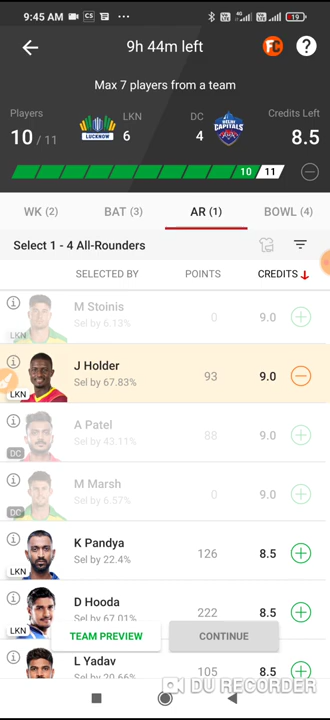 9:45 AM
CS
4G
19
9h 44m left
FC
?
Max 7 players from a team
Players
LKN
DC
Credits Left
10 / 11
LUCKNOW
6
4
DELHI CAPITALS
8.5
10
11
WK (2)
BAT (3)
AR (1)
BOWL (4)
Select 1 - 4 All-Rounders
SELECTED BY
POINTS
CREDITS
M Stoinis
Sel by 6.13%
0
9.0
LKN
J Holder
Sel by 67.83%
93
9.0
LKN
A Patel
Sel by 43.11%
88
9.0
DC
M Marsh
Sel by 6.57%
0
9.0
DC
K Pandya
Sel by 22.4%
126
8.5
LKN
D Hooda
Sel by 67.01%
222
8.5
LKN
TEAM PREVIEW
CONTINUE
L Yadav
Sel by 20.66%
105
8.5
DU RECORDER